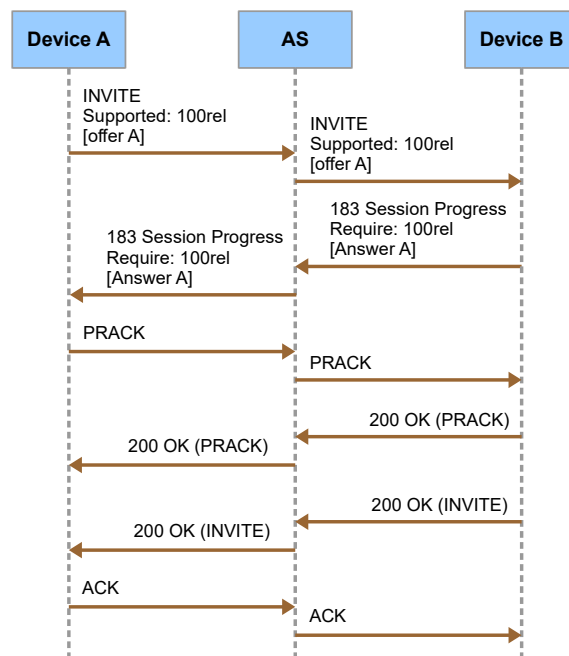 Device A
AS
Device B
INVITE
Supported: 100rel
[offer A]
INVITE
Supported: 100rel
[offer A]
183 Session Progress
Require: 100rel
[Answer A]
183 Session Progress
Require: 100rel
[Answer A]
PRACK
PRACK
200 OK (PRACK)
200 OK (PRACK)
200 OK (INVITE)
200 OK (INVITE)
ACK
ACK